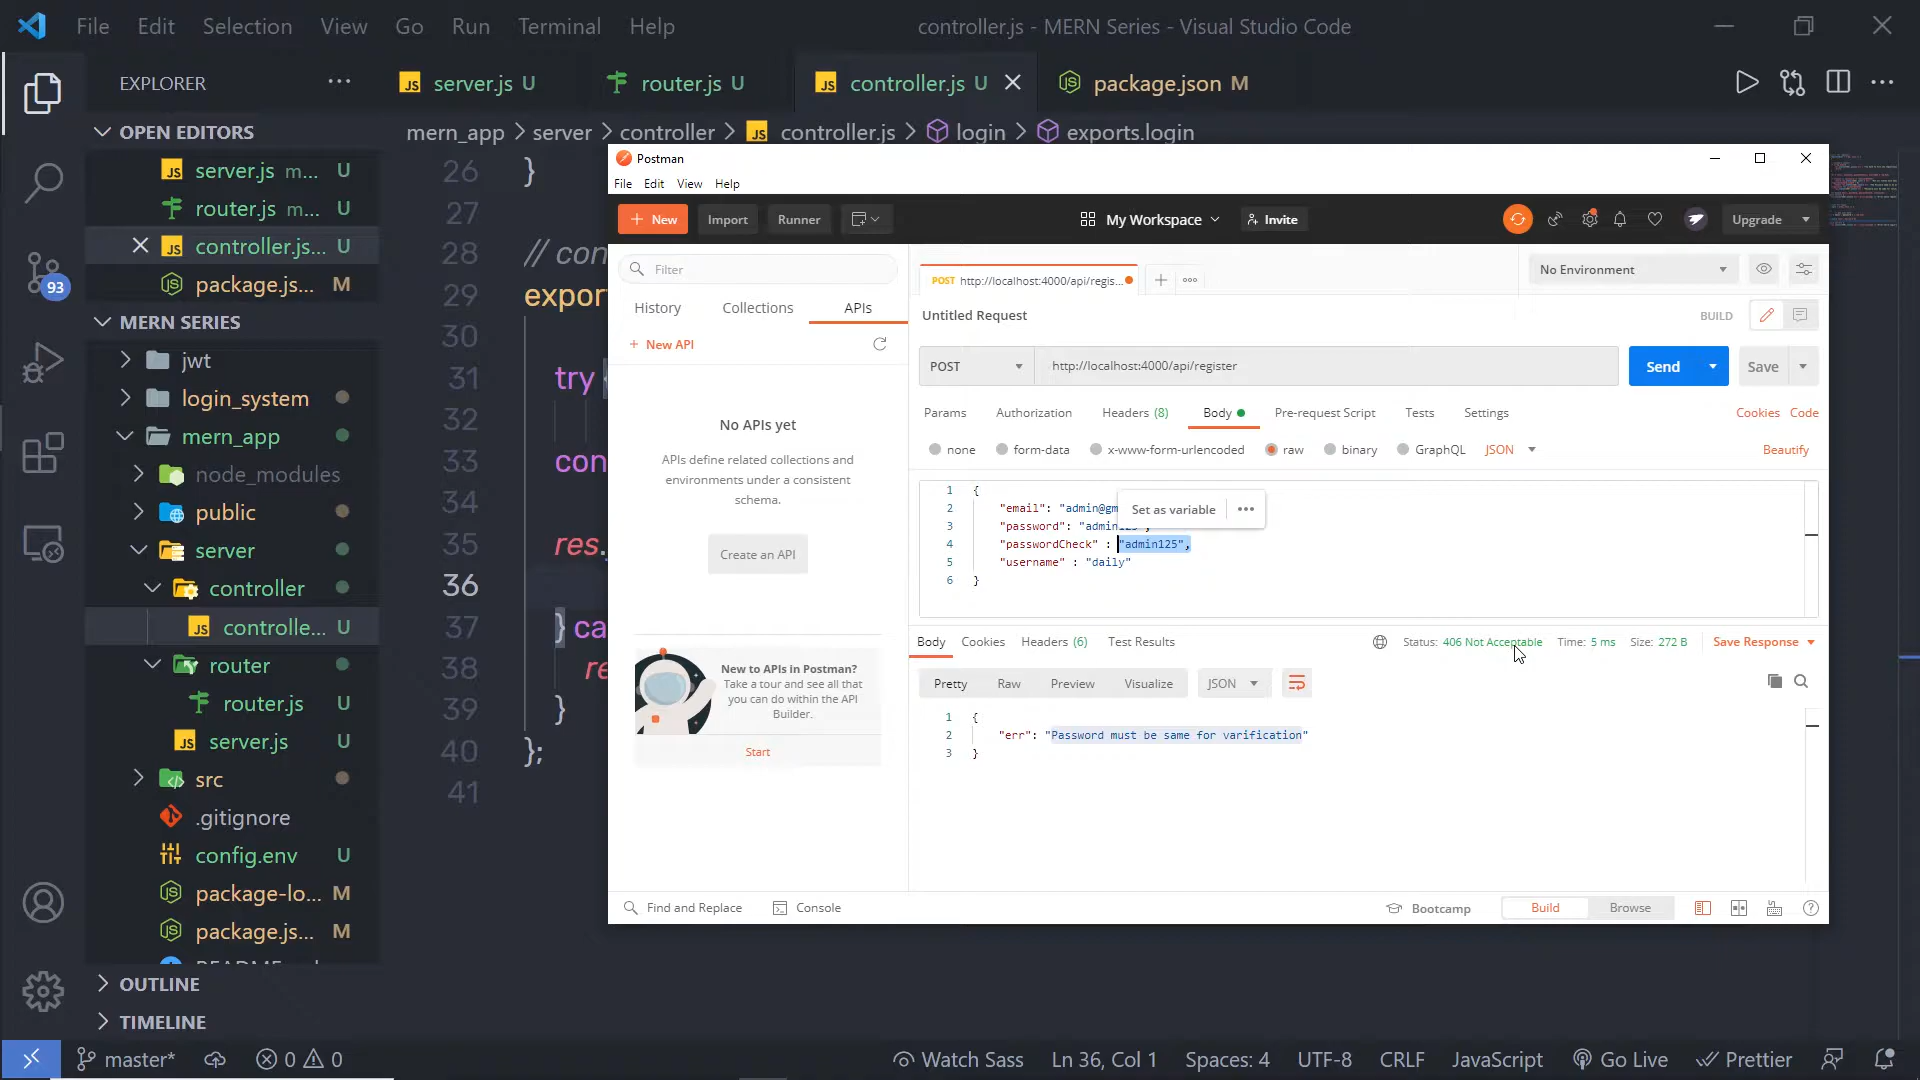 File Edit Selection View Go Run Terminal Help
controller.js - MERN Series - Visual Studio Code
EXPLORER
server.js U
router.js U
controller.js U
package.json M
OPEN EDITORS
mern_app > server > controller > controller.js > login > exports.login
server.js m... U
router.js m... U
controller.js... U
package.js... M
93
MERN SERIES
jwt
login_system
mern_app
node_modules
public
server
controller
controlle... U
router
router.js U
server.js U
src
.gitignore
config.env U
package-lo... M
package.js... M
OUTLINE
TIMELINE
26 }
27
28 // con
29 expor
30
31 try {
32
33 con
34
35 res.
36
37 } ca
38 re
39 }
40 };
41
Postman
File Edit View Help
New
Import
Runner
My Workspace
Invite
Upgrade
Filter
History Collections APIs
+ New API
No APIs yet
APIs define related collections and
environments under a consistent
schema.
Create an API
New to APIs in Postman?
Take a tour and see all that
you can do within the API
Builder.
Start
POST http://localhost:4000/api/regis...
No Environment
Untitled Request
BUILD
POST
http://localhost:4000/api/register
Send
Save
Params Authorization Headers (8) Body Pre-request Script Tests Settings
Cookies Code
none form-data x-www-form-urlencoded raw binary GraphQL JSON
Beautify
1 {
2 "email": "admin@gm
Set as variable
3 "password": "admin123",
4 "passwordCheck" : "admin125",
5 "username" : "daily"
6 }
Body Cookies Headers (6) Test Results
Status: 406 Not Acceptable Time: 5 ms Size: 272 B
Save Response
Pretty Raw Preview Visualize JSON
1 {
2 "err": "Password must be same for varification"
3 }
Find and Replace Console
Bootcamp
Build Browse
master* 0 0
Watch Sass Ln 36, Col 1 Spaces: 4 UTF-8 CRLF JavaScript Go Live Prettier